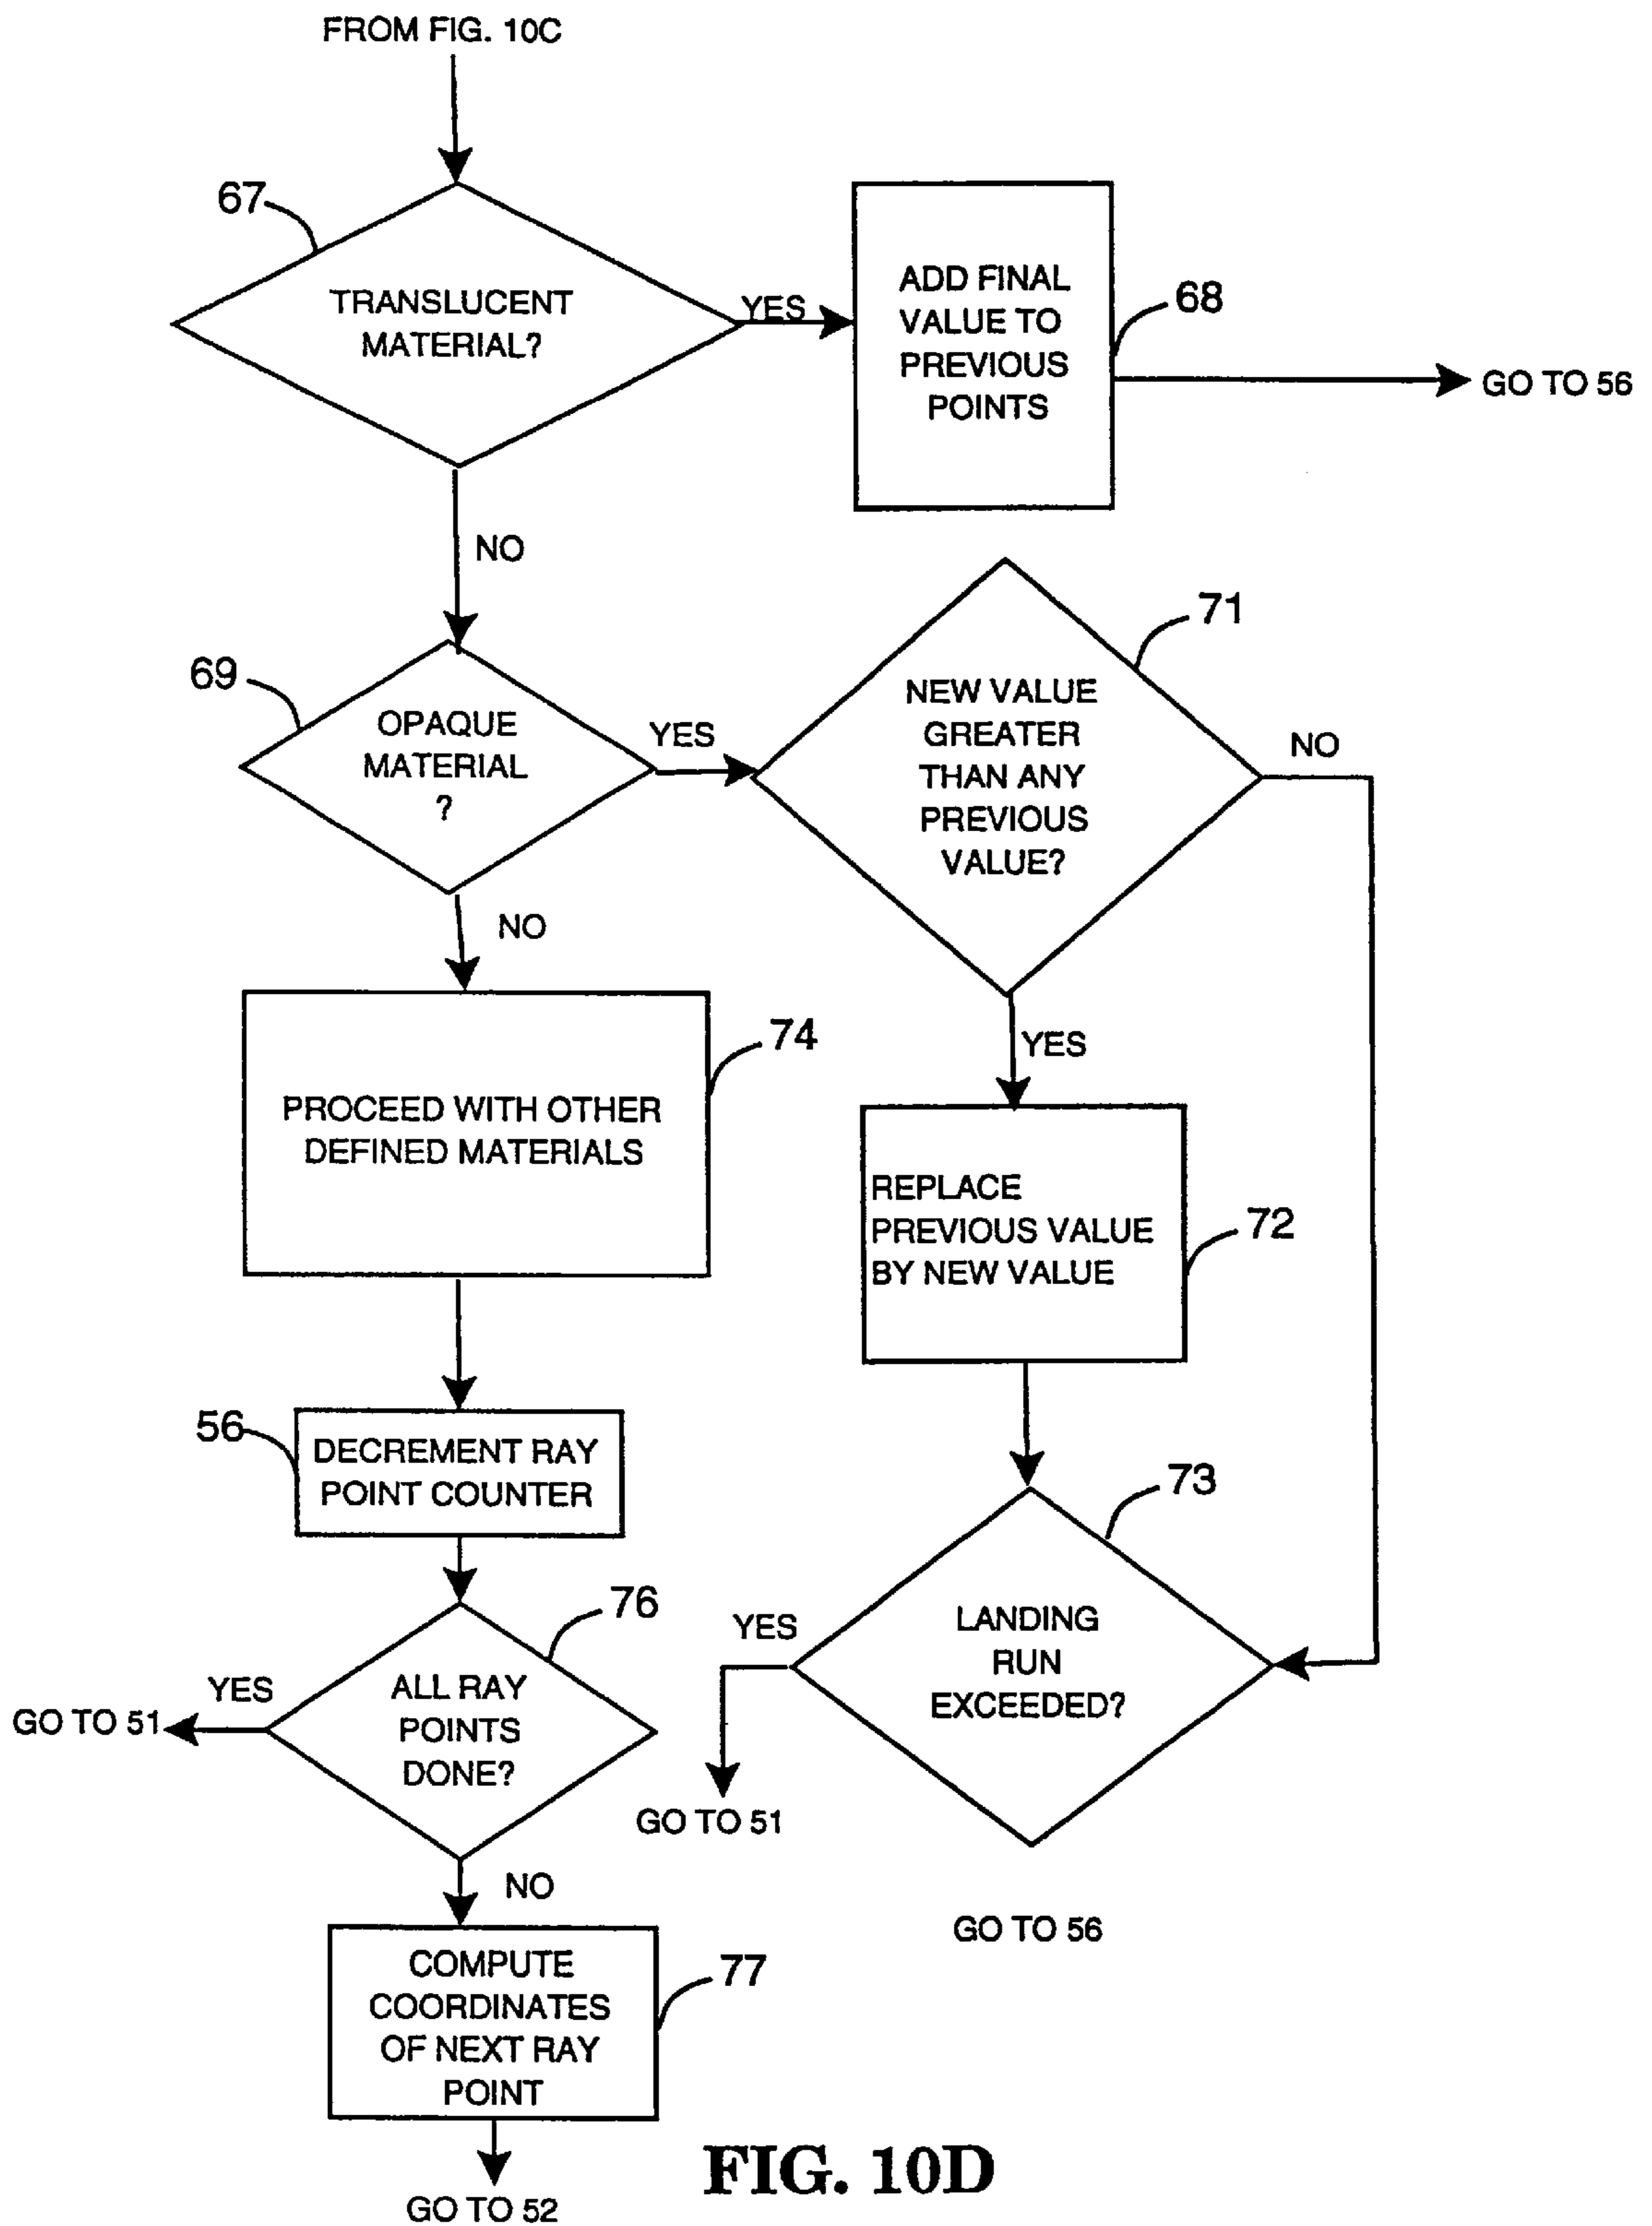 FROM FIG. 10C
67
TRANSLUCENT
MATERIAL?
YES
ADD FINAL
VALUE TO
PREVIOUS
POINTS
68
GO TO 56
NO
69
OPAQUE
MATERIAL
?
YES
71
NEW VALUE
GREATER
THAN ANY
PREVIOUS
VALUE?
NO
NO
YES
74
PROCEED WITH OTHER
DEFINED MATERIALS
REPLACE
PREVIOUS VALUE
BY NEW VALUE
72
56
DECREMENT RAY
POINT COUNTER
73
LANDING
RUN
EXCEEDED?
YES
GO TO 51
76
ALL RAY
POINTS
DONE?
YES
GO TO 51
NO
GO TO 56
77
COMPUTE
COORDINATES
OF NEXT RAY
POINT
GO TO 52
FIG. 10D